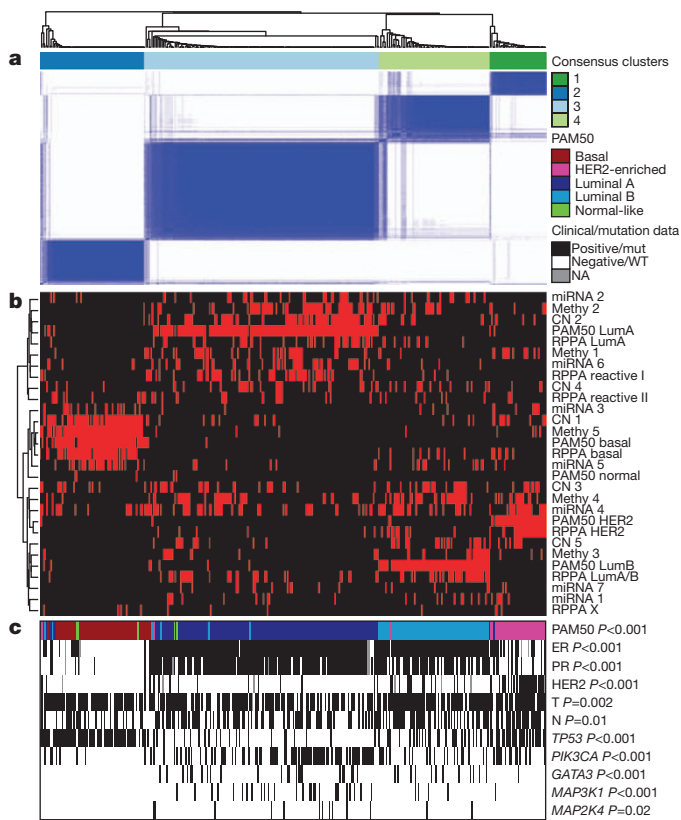 a
Consensus clusters
1
2
3
4
PAM50
Basal
HER2-enriched
Luminal A
Luminal B
Normal-like
Clinical/mutation data
Positive/mut
Negative/WT
NA
b
miRNA 2
Methy 2
CN 2
PAM50 LumA
RPPA LumA
Methy 1
miRNA 6
RPPA reactive I
CN 4
RPPA reactive II
miRNA 3
CN 1
Methy 5
PAM50 basal
RPPA basal
miRNA 5
PAM50 normal
CN 3
Methy 4
miRNA 4
PAM50 HER2
RPPA HER2
CN 5
Methy 3
PAM50 LumB
RPPA LumA/B
miRNA 7
miRNA 1
RPPA X
c
PAM50 P<0.001
ER P<0.001
PR P<0.001
HER2 P<0.001
T P=0.002
N P=0.01
TP53 P<0.001
PIK3CA P<0.001
GATA3 P<0.001
MAP3K1 P<0.001
MAP2K4 P=0.02